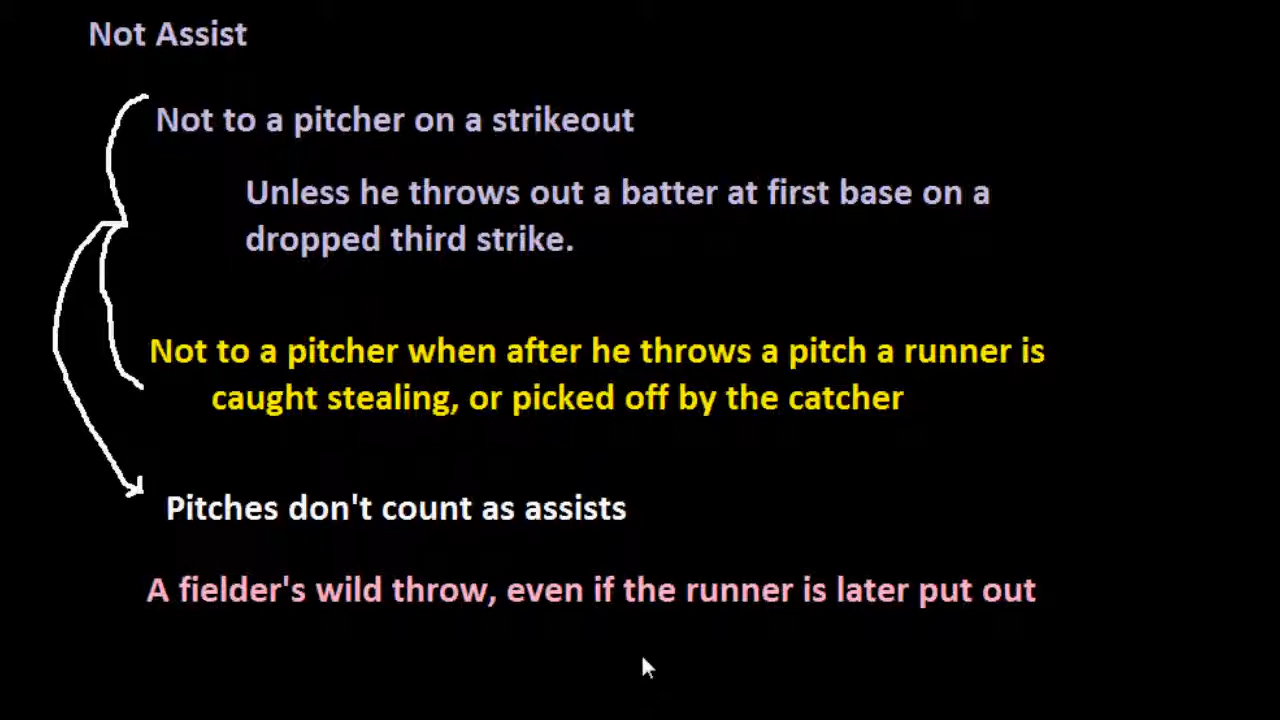 Not Assist
Not to a pitcher on a strikeout
Unless he throws out a batter at first base on a
dropped third strike.
Not to a pitcher when after he throws a pitch a runner is
caught stealing, or picked off by the catcher
Pitches don't count as assists
A fielder's wild throw, even if the runner is later put out